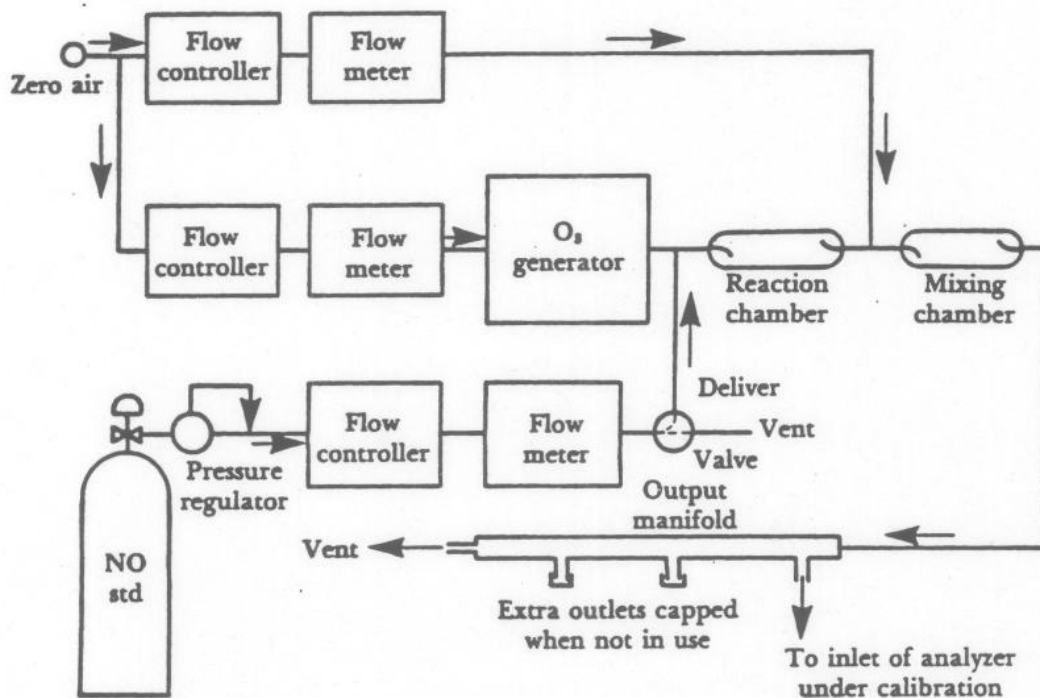 Flow
controller
Flow
meter
Zero air
Flow
controller
Flow
meter
O₃
generator
Reaction
chamber
Mixing
chamber
Deliver
Vent
Valve
Flow
controller
Flow
meter
Pressure
regulator
Output
manifold
NO
std
Vent
Extra outlets capped
when not in use
To inlet of analyzer
under calibration